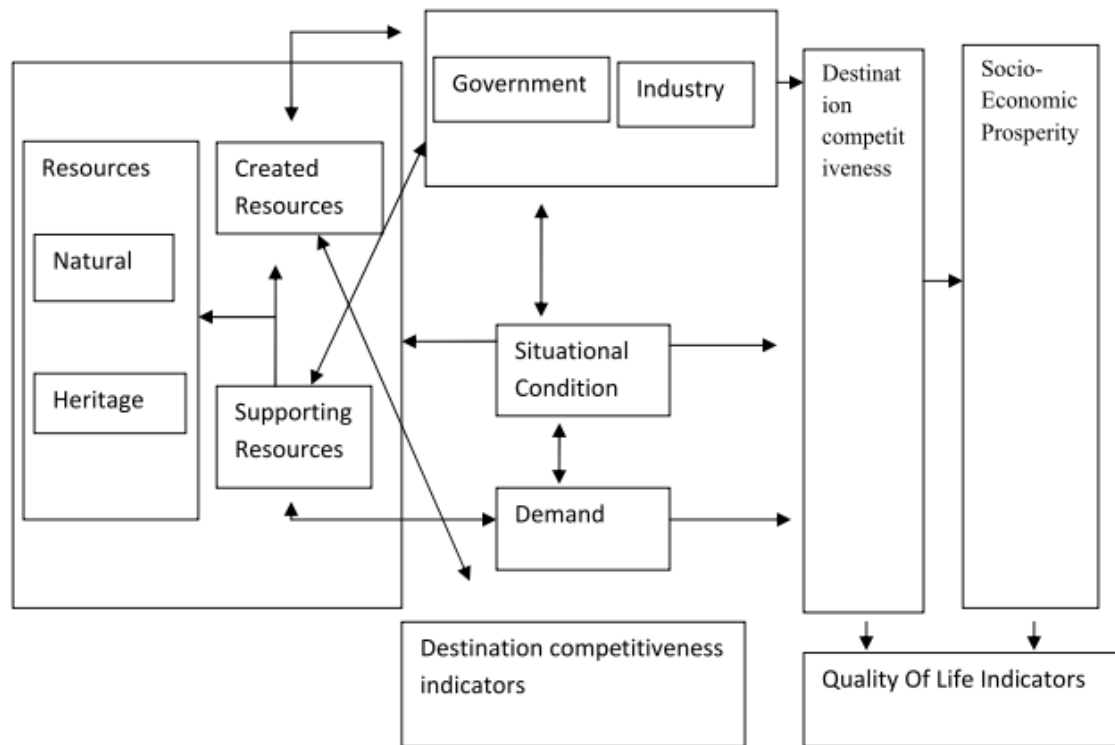 Government
Industry
Destinat
ion
competit
iveness
Socio-
Economic
Prosperity
Resources
Natural
Heritage
Created
Resources
Supporting
Resources
Situational
Condition
Demand
Destination competitiveness
indicators
Quality Of Life Indicators